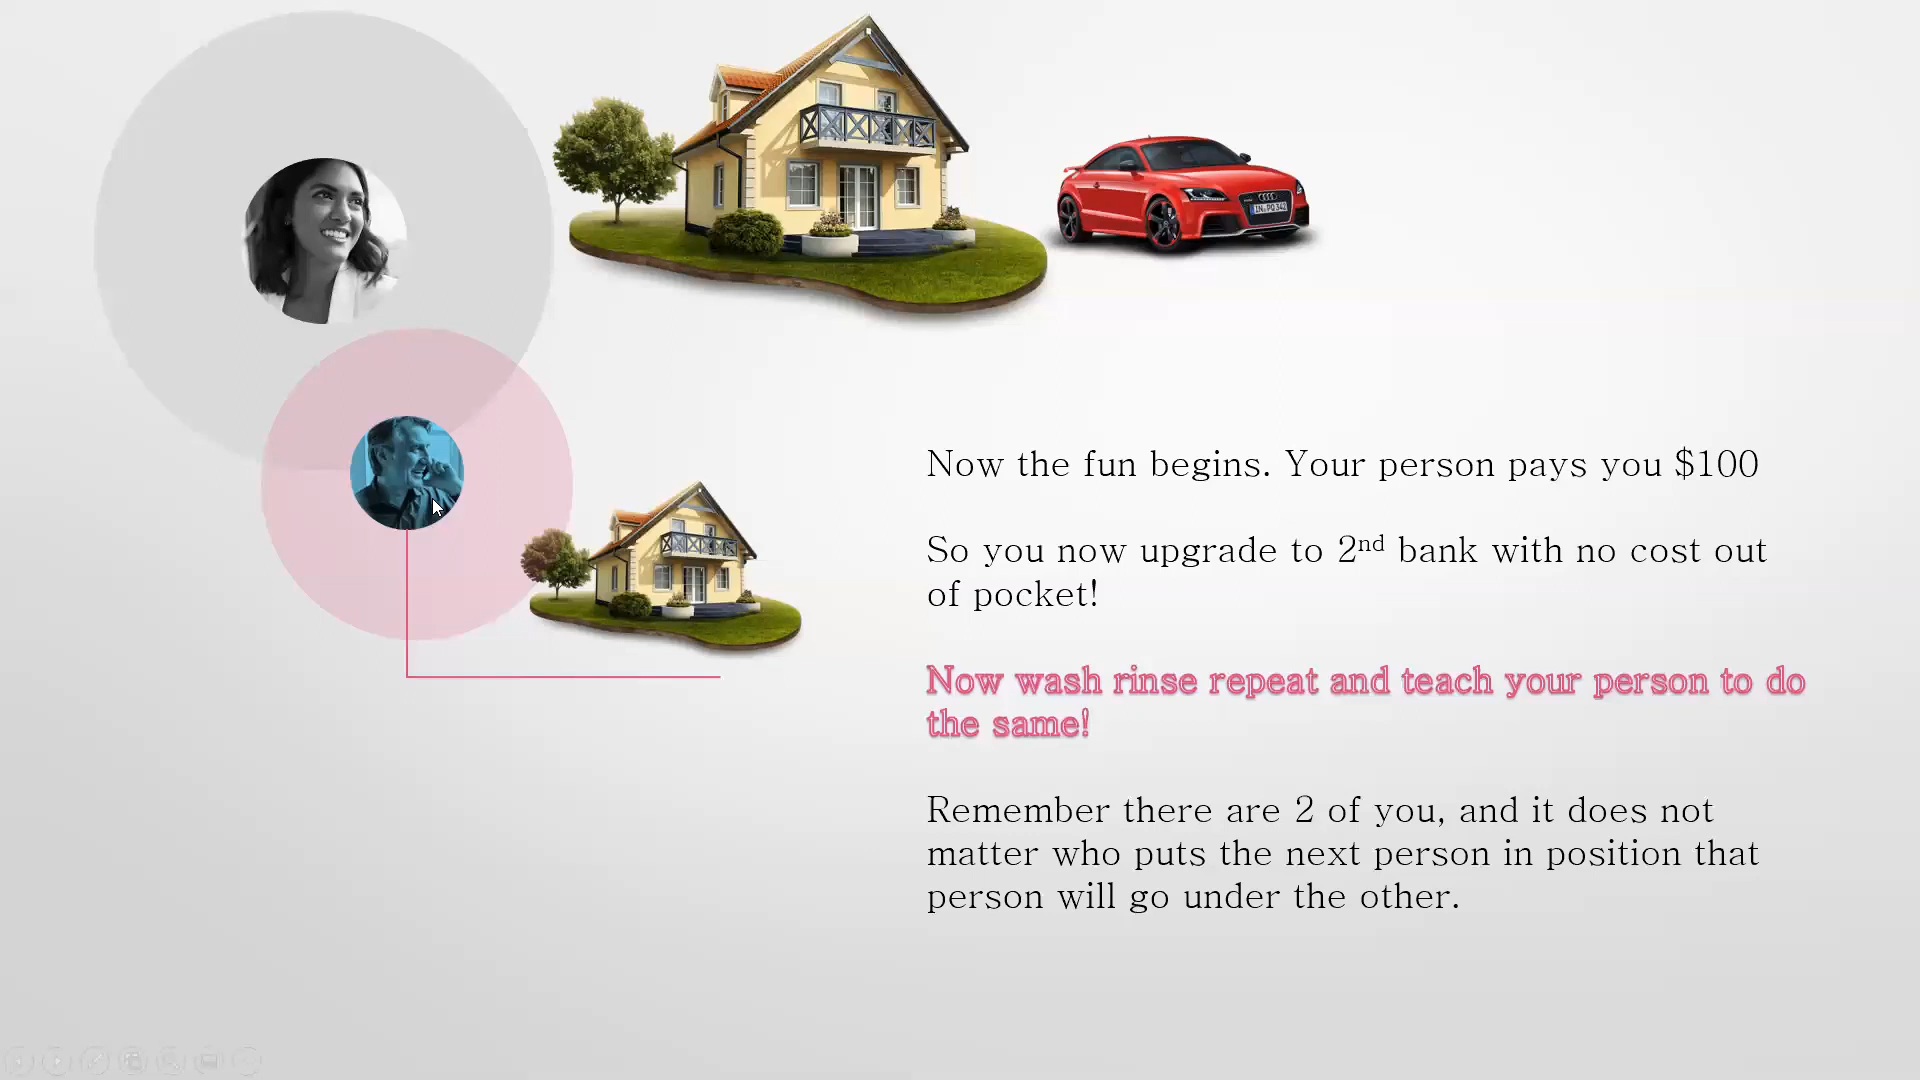 IN PQ 342
Now the fun begins. Your person pays you $100
So you now upgrade to 2nd bank with no cost out
of pocket!
Now wash rinse repeat and teach your person to do
the same!
Remember there are 2 of you, and it does not
matter who puts the next person in position that
person will go under the other.